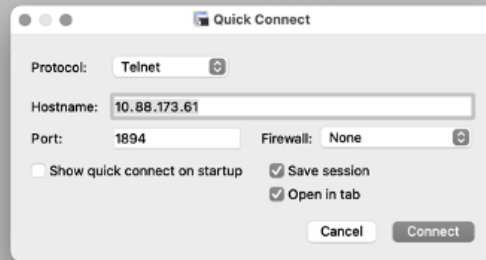 Quick Connect
Protocol: Telnet
Hostname: 10.88.173.61
Port: 1894 Firewall: None
Show quick connect on startup Save session
Open in tab
Cancel Connect